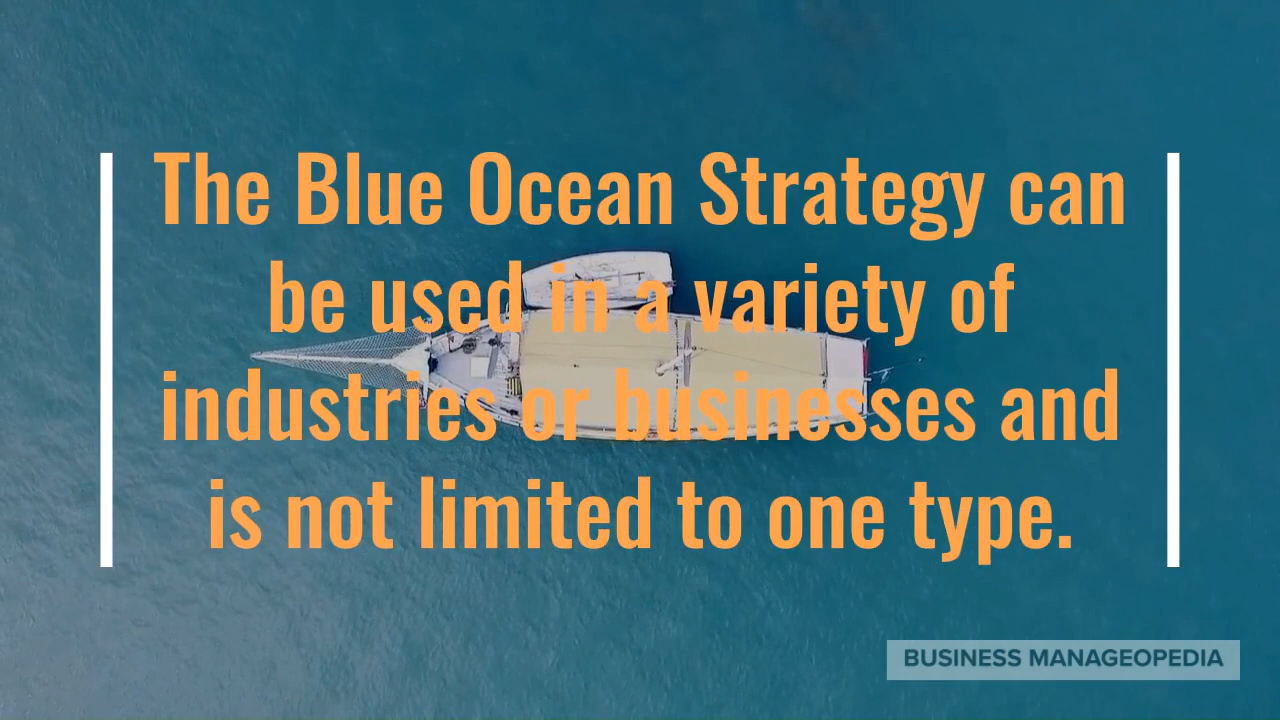 The Blue Ocean Strategy can
be used in a variety of
industries or businesses and
is not limited to one type.
BUSINESS MANAGEOPEDIA